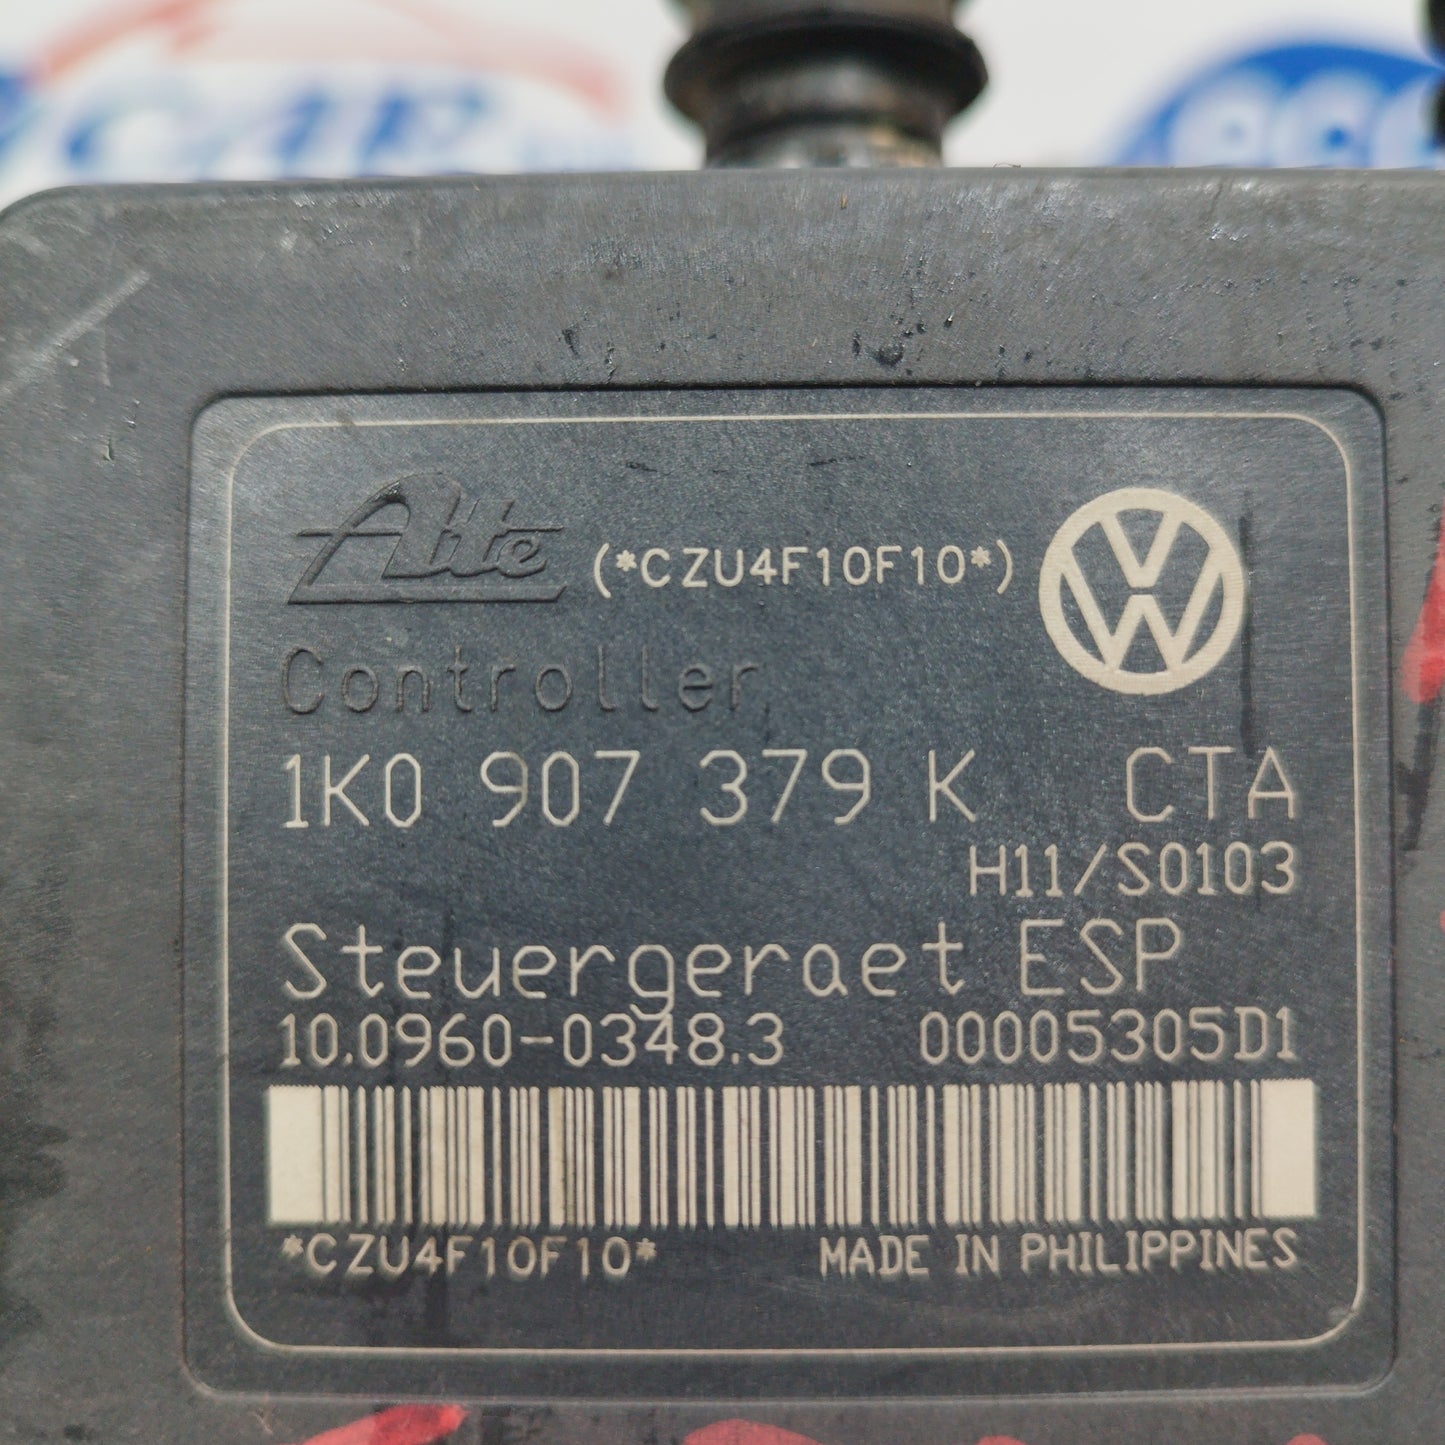 Ate (*CZU4F10F10*)
Controller
1K0 907 379 K CTA
H11/S0103
Steuergeraet ESP
10.0960-0348.3 00005305D1
*CZU4F10F10* MADE IN PHILIPPINES